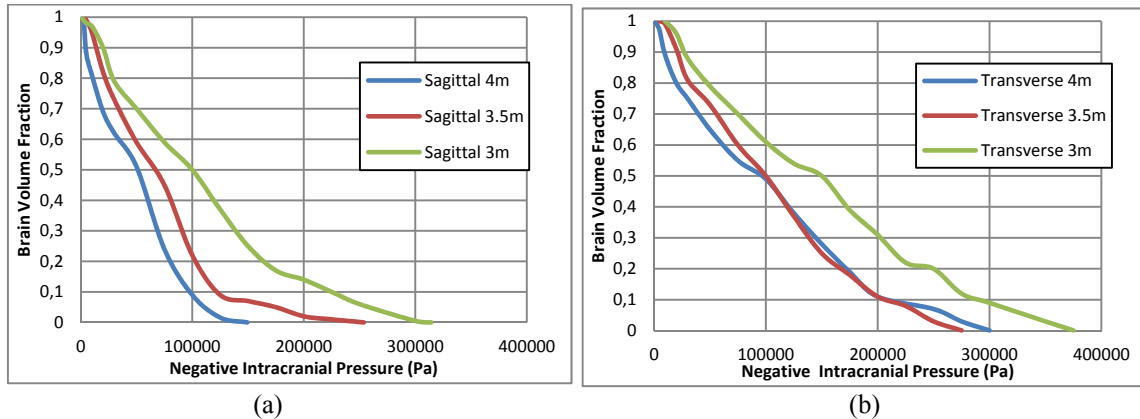 1
0,9
0,8
0,7
0,6
0,5
0,4
0,3
0,2
0,1
0
Brain Volume Fraction
Sagittal 4m
Sagittal 3.5m
Sagittal 3m
0 100000 200000 300000 400000
Negative Intracranial Pressure (Pa)
(a)
1
0,9
0,8
0,7
0,6
0,5
0,4
0,3
0,2
0,1
0
Brain Volume Fraction
Transverse 4m
Transverse 3.5m
Transverse 3m
0 100000 200000 300000 400000
Negative Intracranial Pressure (Pa)
(b)